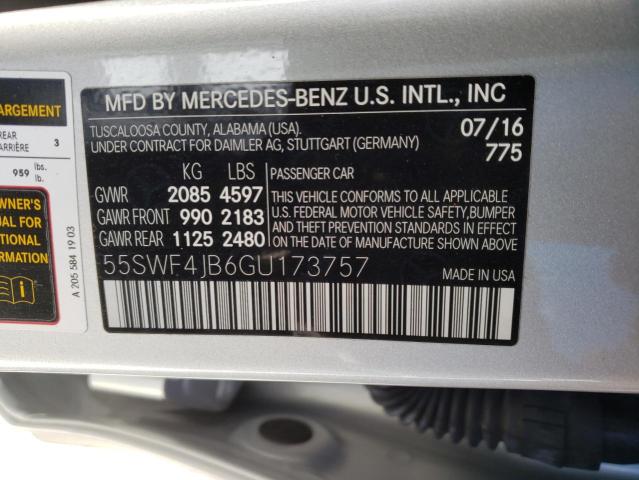 ARGEMENT
REAR
ARRIÈRE 3
959 lbs.
lb.
WNER'S
UAL FOR
TIONAL
MATION
A 205 584 19 03
MFD BY MERCEDES-BENZ U.S. INTL., INC
TUSCALOOSA COUNTY, ALABAMA (USA). 07/16
UNDER CONTRACT FOR DAIMLER AG, STUTTGART (GERMANY) 775
KG LBS
GVWR 2085 4597
GAWR FRONT 990 2183
GAWR REAR 1125 2480
PASSENGER CAR
THIS VEHICLE CONFORMS TO ALL APPLICABLE
U.S. FEDERAL MOTOR VEHICLE SAFETY, BUMPER
AND THEFT PREVENTION STANDARDS IN EFFECT
ON THE DATE OF MANUFACTURE SHOWN ABOVE.
55SWF4JB6GU173757 MADE IN USA